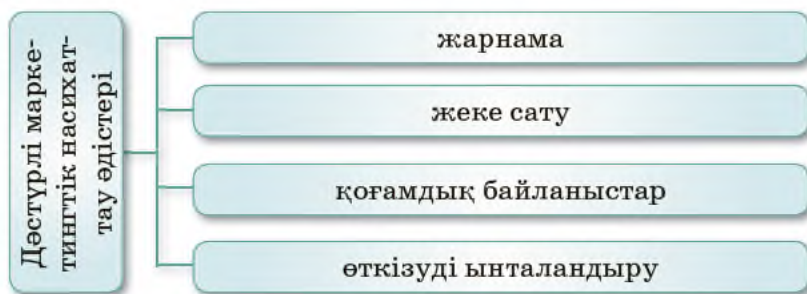 Дәстүрлі марке-
тингтік насихат-
тау әдістері
жарнама
жеке сату
қоғамдық байланыстар
өткізуді ынталандыру